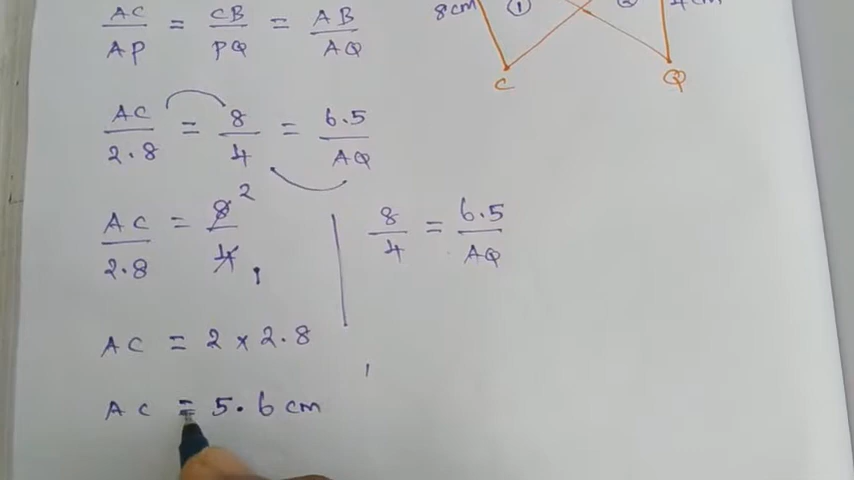 AC/AP = CB/PQ = AB/AQ
8cm ① ② 4cm
C Q
AC/2.8 = 8/4 = 6.5/AQ
AC/2.8 = 8/4 2 1
8/4 = 6.5/AQ
AC = 2 × 2.8
AC = 5.6 cm